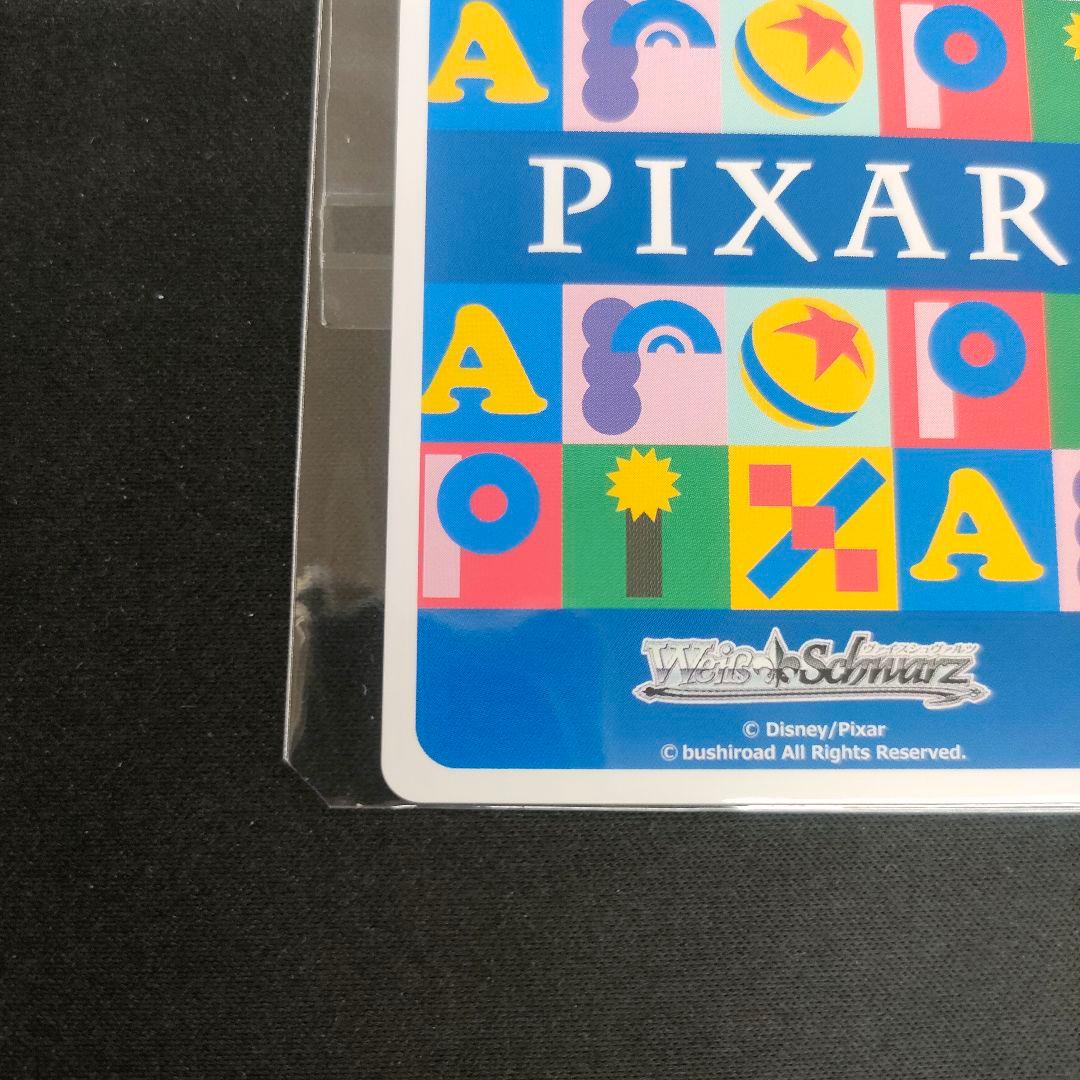 A r P
PIXAR
A r P
P I X A
Weiß Schwarz
ヴァイスシュヴァルツ
© Disney/Pixar
© bushiroad All Rights Reserved.